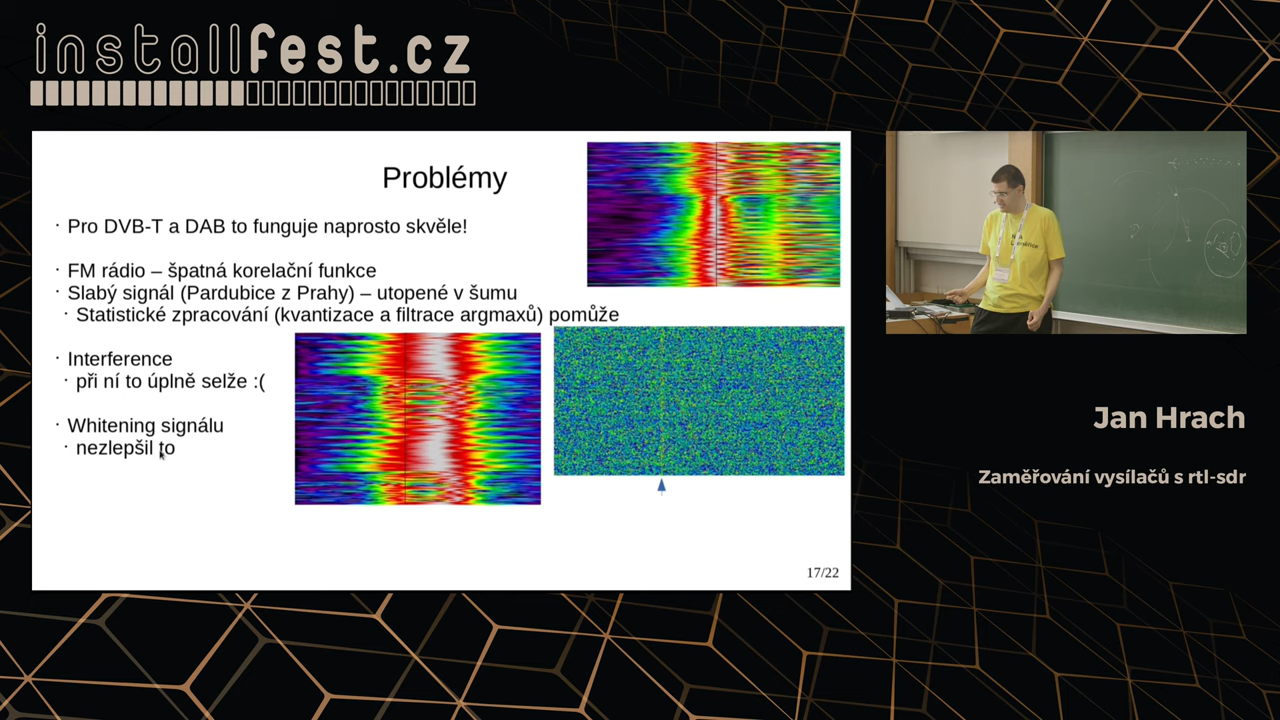 installfest.cz
Problémy
· Pro DVB-T a DAB to funguje naprosto skvěle!
· FM rádio – špatná korelační funkce
· Slabý signál (Pardubice z Prahy) – utopené v šumu
· Statistické zpracování (kvantizace a filtrace argmaxů) pomůže
· Interference
· při ní to úplně selže :(
· Whitening signálu
· nezlepšil to
17/22
Jan Hrach
Zaměřování vysílačů s rtl-sdr